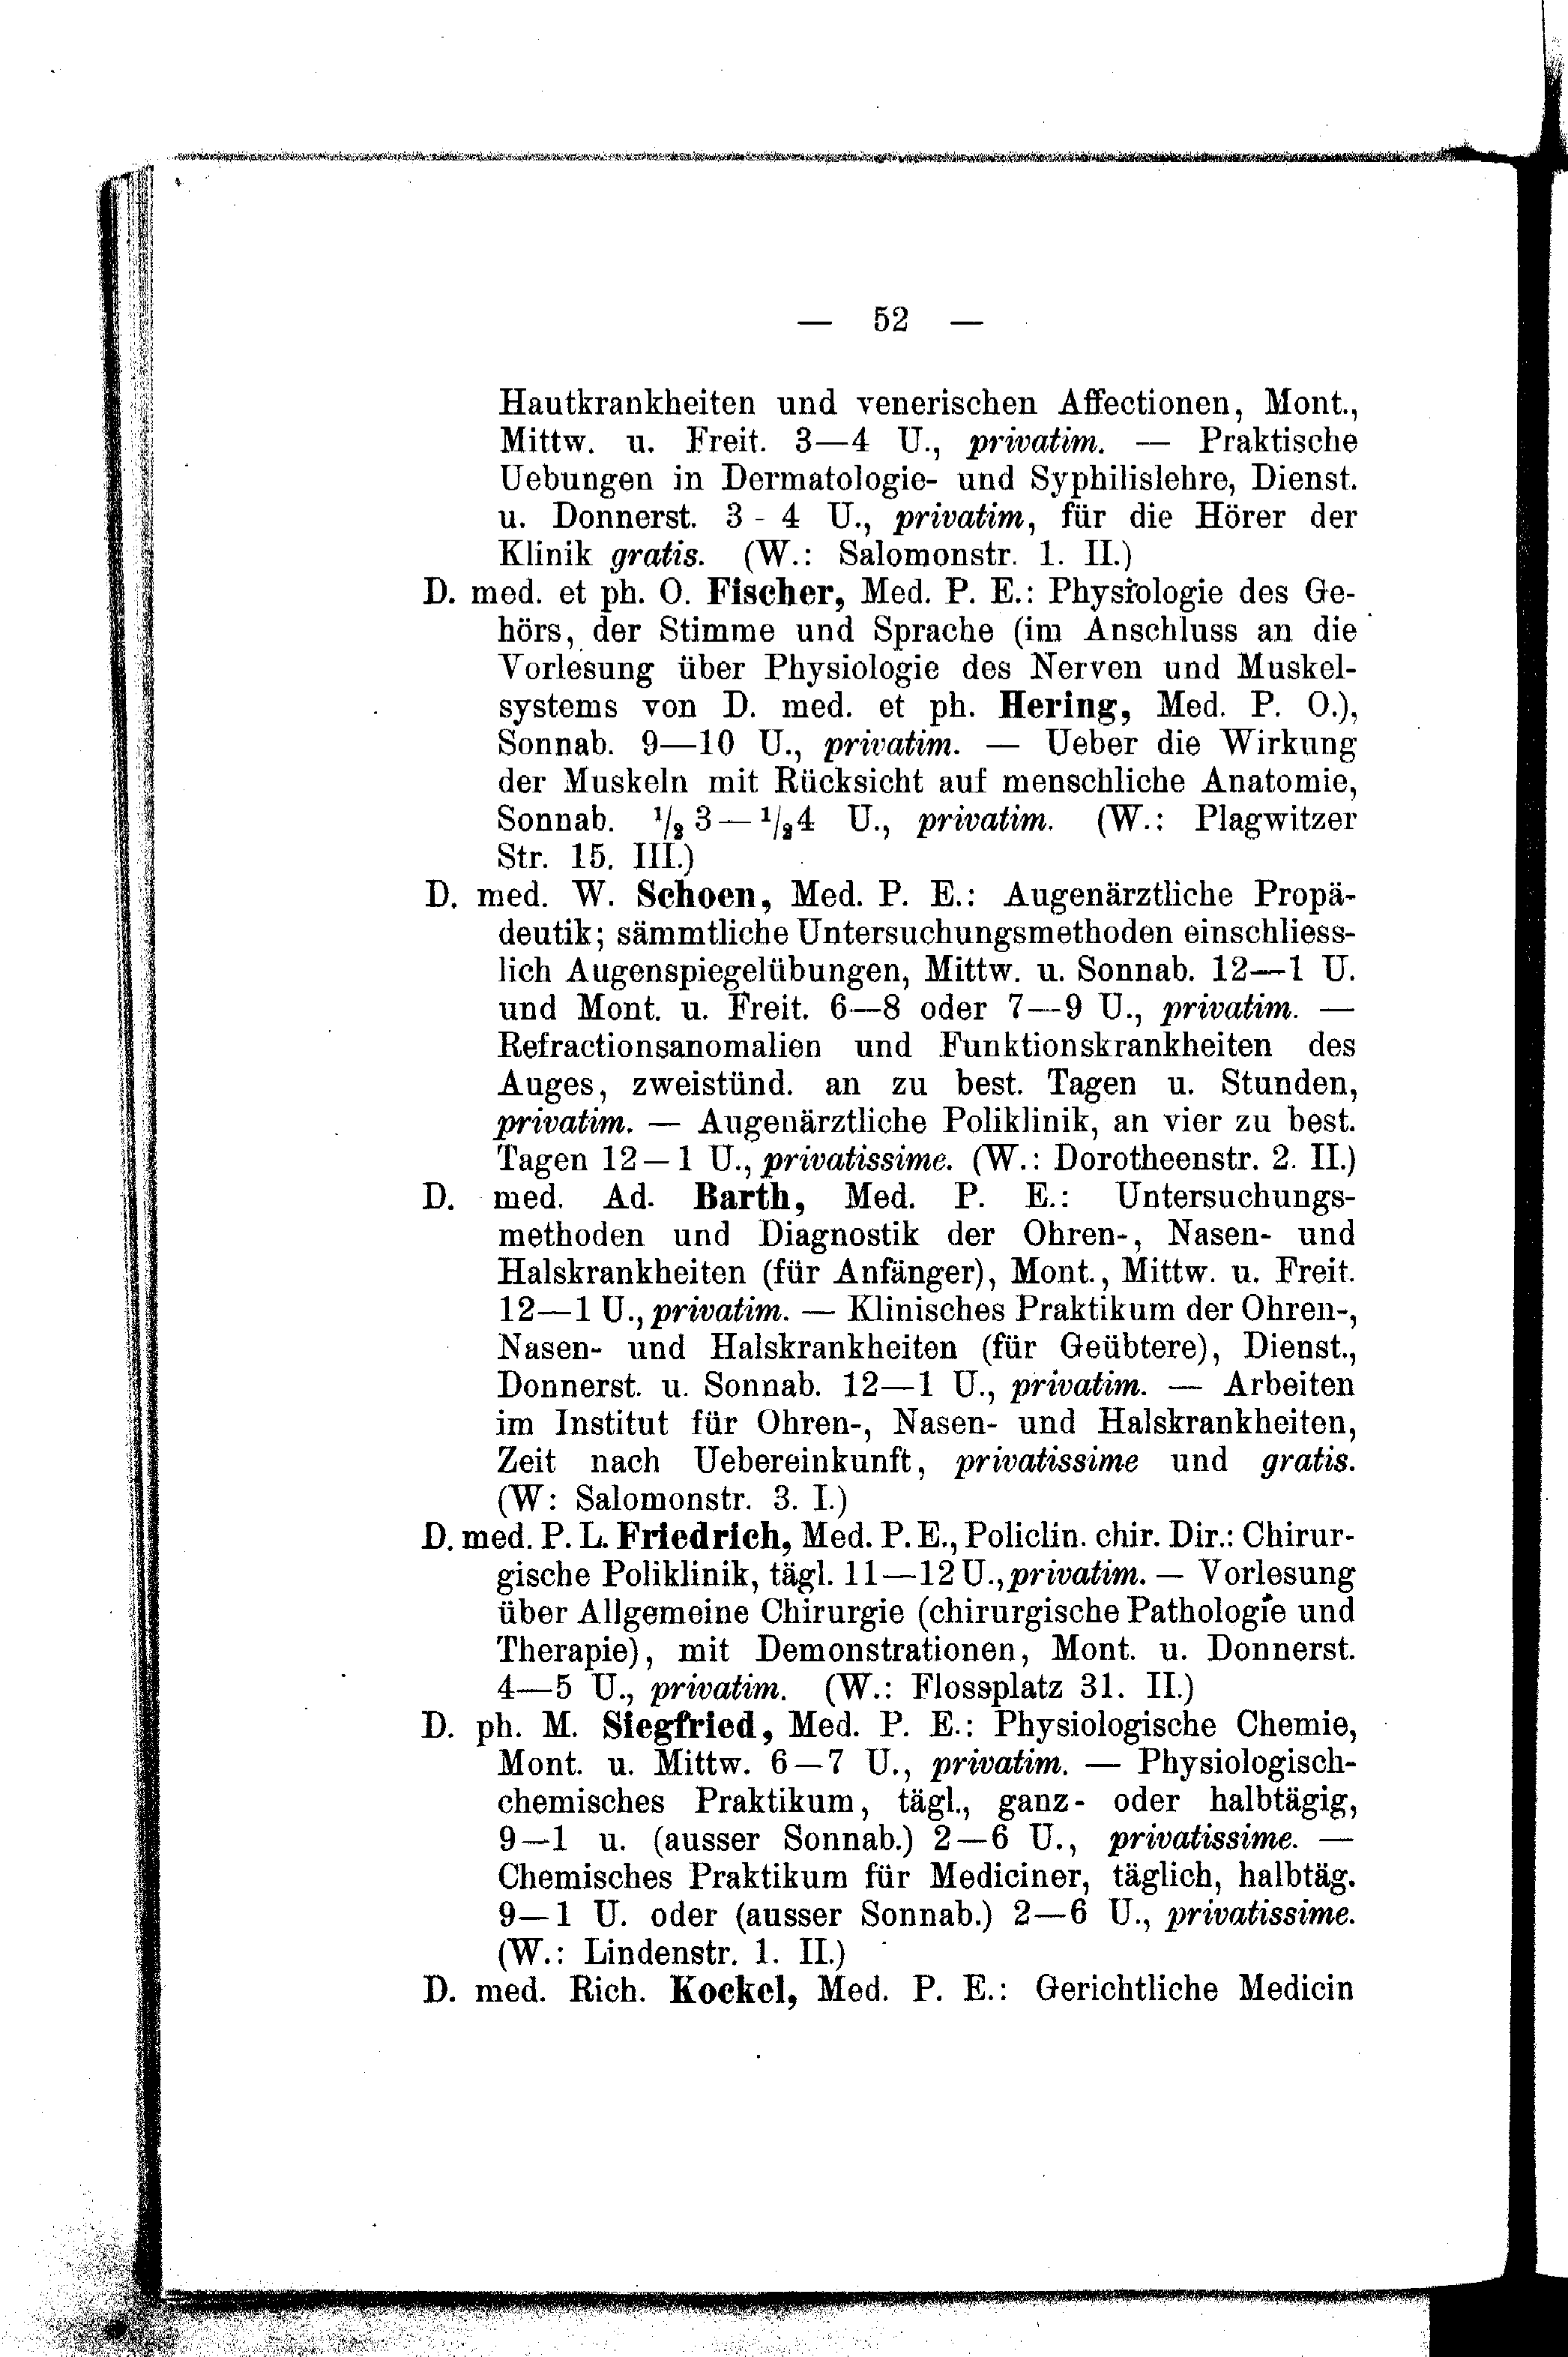 — 52 —
Hautkrankheiten und venerischen Affectionen, Mont.,
Mittw. u. Freit. 3—4 U., privatim. — Praktische
Uebungen in Dermatologie- und Syphilislehre, Dienst.
u. Donnerst. 3 - 4 U., privatim, für die Hörer der
Klinik gratis. (W.: Salomonstr. 1. II.)
D. med. et ph. O. Fischer, Med. P. E.: Physiologie des Ge-
hörs, der Stimme und Sprache (im Anschluss an die
Vorlesung über Physiologie des Nerven und Muskel-
systems von D. med. et ph. Hering, Med. P. O.),
Sonnab. 9—10 U., privatim. — Ueber die Wirkung
der Muskeln mit Rücksicht auf menschliche Anatomie,
Sonnab. ½ 3 — ½ 4 U., privatim. (W.: Plagwitzer
Str. 15. III.)
D. med. W. Schoen, Med. P. E.: Augenärztliche Propä-
deutik; sämmtliche Untersuchungsmethoden einschliess-
lich Augenspiegelübungen, Mittw. u. Sonnab. 12—1 U.
und Mont. u. Freit. 6—8 oder 7—9 U., privatim. —
Refractionsanomalien und Funktionskrankheiten des
Auges, zweistünd. an zu best. Tagen u. Stunden,
privatim. — Augenärztliche Poliklinik, an vier zu best.
Tagen 12—1 U., privatissime. (W.: Dorotheenstr. 2. II.)
D. med. Ad. Barth, Med. P. E.: Untersuchungs-
methoden und Diagnostik der Ohren-, Nasen- und
Halskrankheiten (für Anfänger), Mont., Mittw. u. Freit.
12—1 U., privatim. — Klinisches Praktikum der Ohren-,
Nasen- und Halskrankheiten (für Geübtere), Dienst.,
Donnerst. u. Sonnab. 12—1 U., privatim. — Arbeiten
im Institut für Ohren-, Nasen- und Halskrankheiten,
Zeit nach Uebereinkunft, privatissime und gratis.
(W: Salomonstr. 3. I.)
D. med. P. L. Friedrich, Med. P. E., Policlin. chir. Dir.: Chirur-
gische Poliklinik, tägl. 11—12 U., privatim. — Vorlesung
über Allgemeine Chirurgie (chirurgische Pathologie und
Therapie), mit Demonstrationen, Mont. u. Donnerst.
4—5 U., privatim. (W.: Flossplatz 31. II.)
D. ph. M. Siegfried, Med. P. E.: Physiologische Chemie,
Mont. u. Mittw. 6—7 U., privatim. — Physiologisch-
chemisches Praktikum, tägl., ganz- oder halbtägig,
9—1 u. (ausser Sonnab.) 2—6 U., privatissime. —
Chemisches Praktikum für Mediciner, täglich, halbtäg.
9—1 U. oder (ausser Sonnab.) 2—6 U., privatissime.
(W.: Lindenstr. 1. II.)
D. med. Rich. Kockel, Med. P. E.: Gerichtliche Medicin